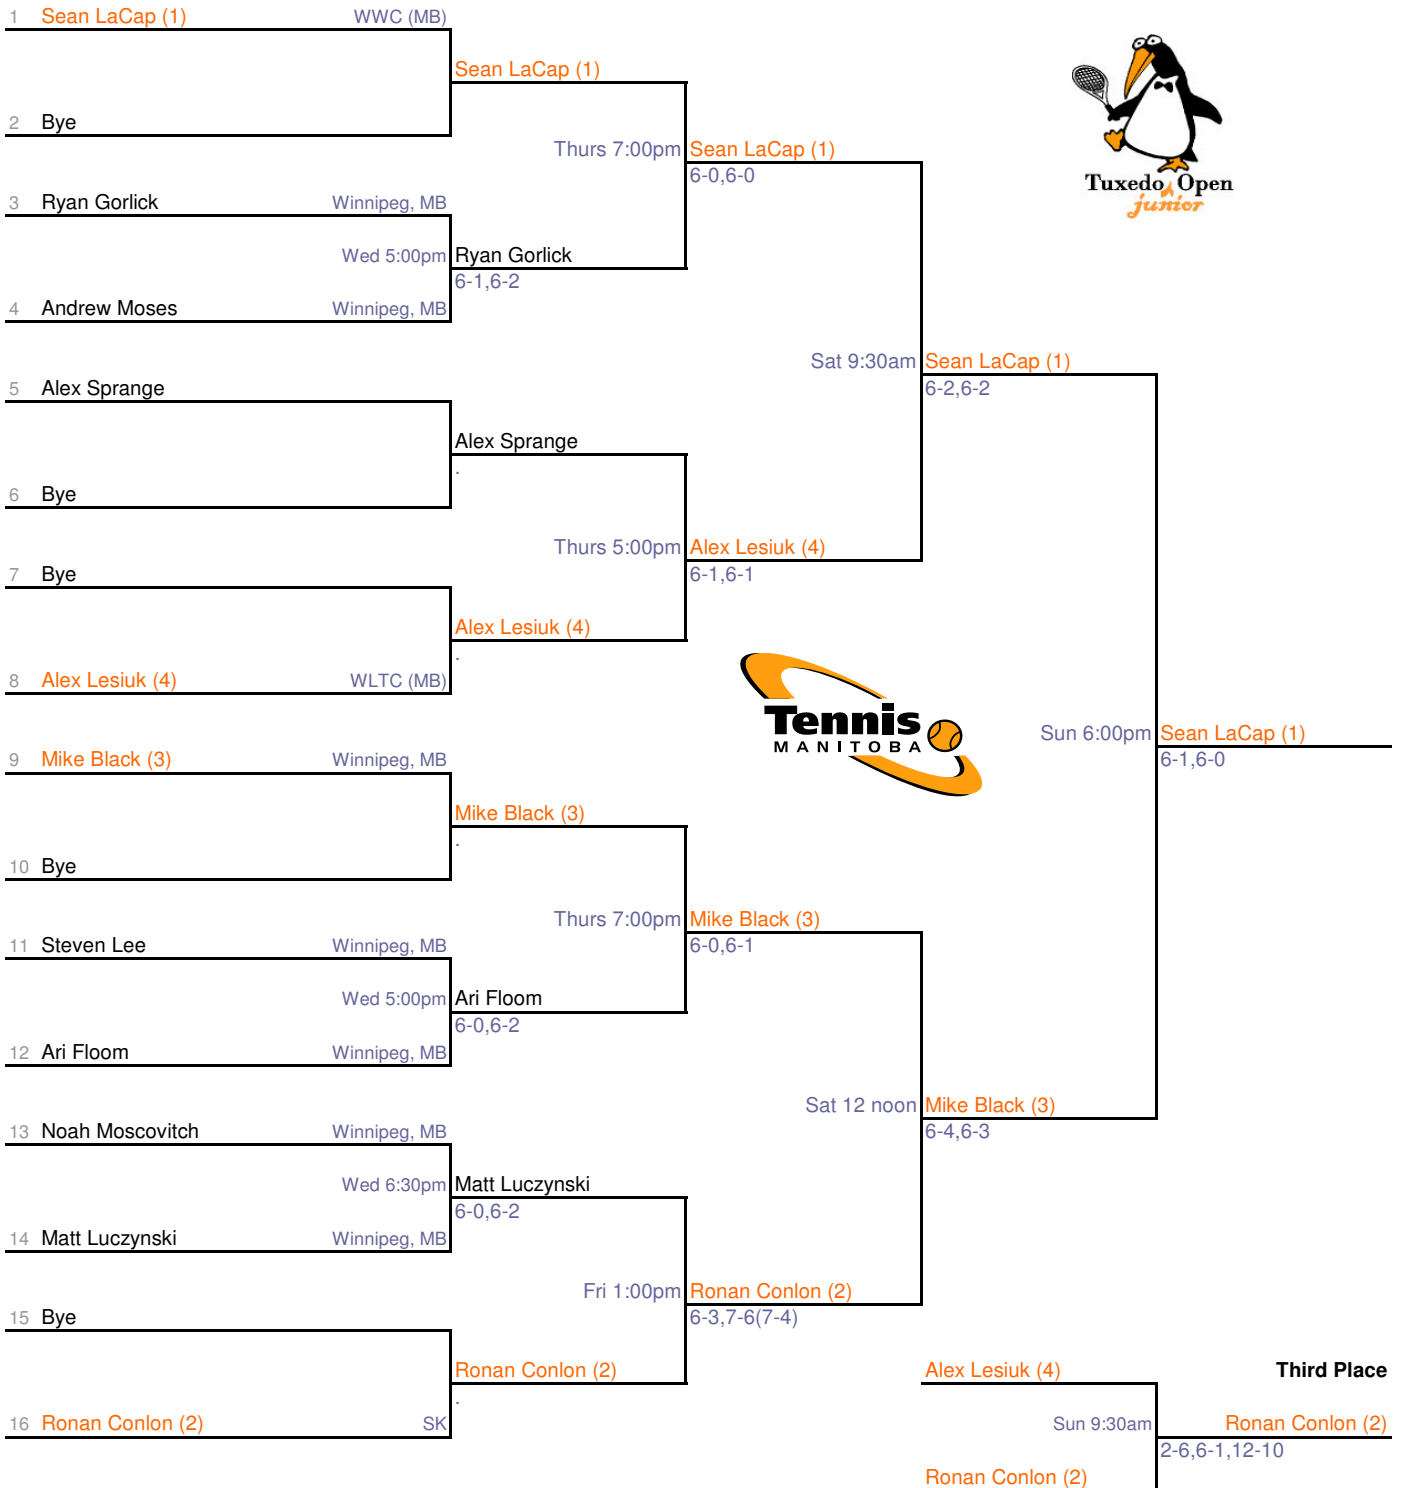 1 Sean LaCap (1) WWC (MB)
Sean LaCap (1)
2 Bye
Thurs 7:00pm Sean LaCap (1)
6-0,6-0
Tuxedo Open
junior
3 Ryan Gorlick Winnipeg, MB
Wed 5:00pm Ryan Gorlick
6-1,6-2
4 Andrew Moses Winnipeg, MB
Sat 9:30am Sean LaCap (1)
6-2,6-2
5 Alex Sprange
Alex Sprange
.
6 Bye
Thurs 5:00pm Alex Lesiuk (4)
6-1,6-1
7 Bye
Alex Lesiuk (4)
.
8 Alex Lesiuk (4) WLTC (MB)
Tennis
MANITOBA
Sun 6:00pm Sean LaCap (1)
6-1,6-0
9 Mike Black (3) Winnipeg, MB
Mike Black (3)
.
10 Bye
Thurs 7:00pm Mike Black (3)
6-0,6-1
11 Steven Lee Winnipeg, MB
Wed 5:00pm Ari Floom
6-0,6-2
12 Ari Floom Winnipeg, MB
Sat 12 noon Mike Black (3)
6-4,6-3
13 Noah Moscovitch Winnipeg, MB
Wed 6:30pm Matt Luczynski
6-0,6-2
14 Matt Luczynski Winnipeg, MB
Fri 1:00pm Ronan Conlon (2)
6-3,7-6(7-4)
15 Bye
Ronan Conlon (2)
.
16 Ronan Conlon (2) SK
Alex Lesiuk (4) Third Place
Sun 9:30am Ronan Conlon (2)
2-6,6-1,12-10
Ronan Conlon (2)